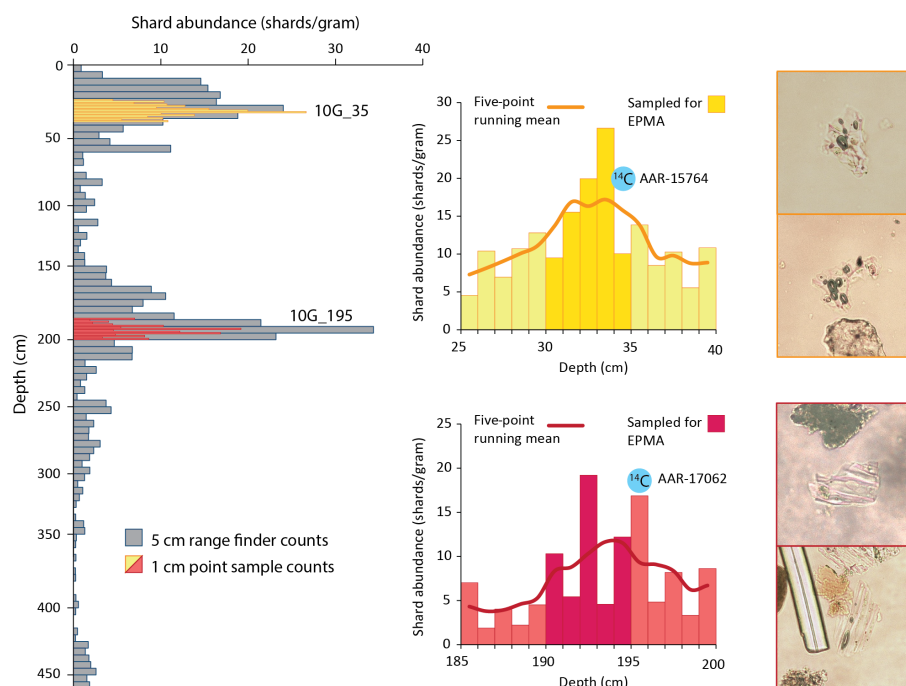 Shard abundance (shards/gram)
0 10 20 30 40
0
50
100
150
200
250
300
350
400
450
Depth (cm)
10G_35
10G_195
5 cm range finder counts
1 cm point sample counts
Five-point
running mean
Sampled for
EPMA
14C AAR-15764
30
25
20
15
10
5
0
Shard abundance (shards/gram)
25 30 35 40
Depth (cm)
Five-point
running mean
Sampled for
EPMA
14C AAR-17062
25
20
15
10
5
0
Shard abundance (shards/gram)
185 190 195 200
Depth (cm)